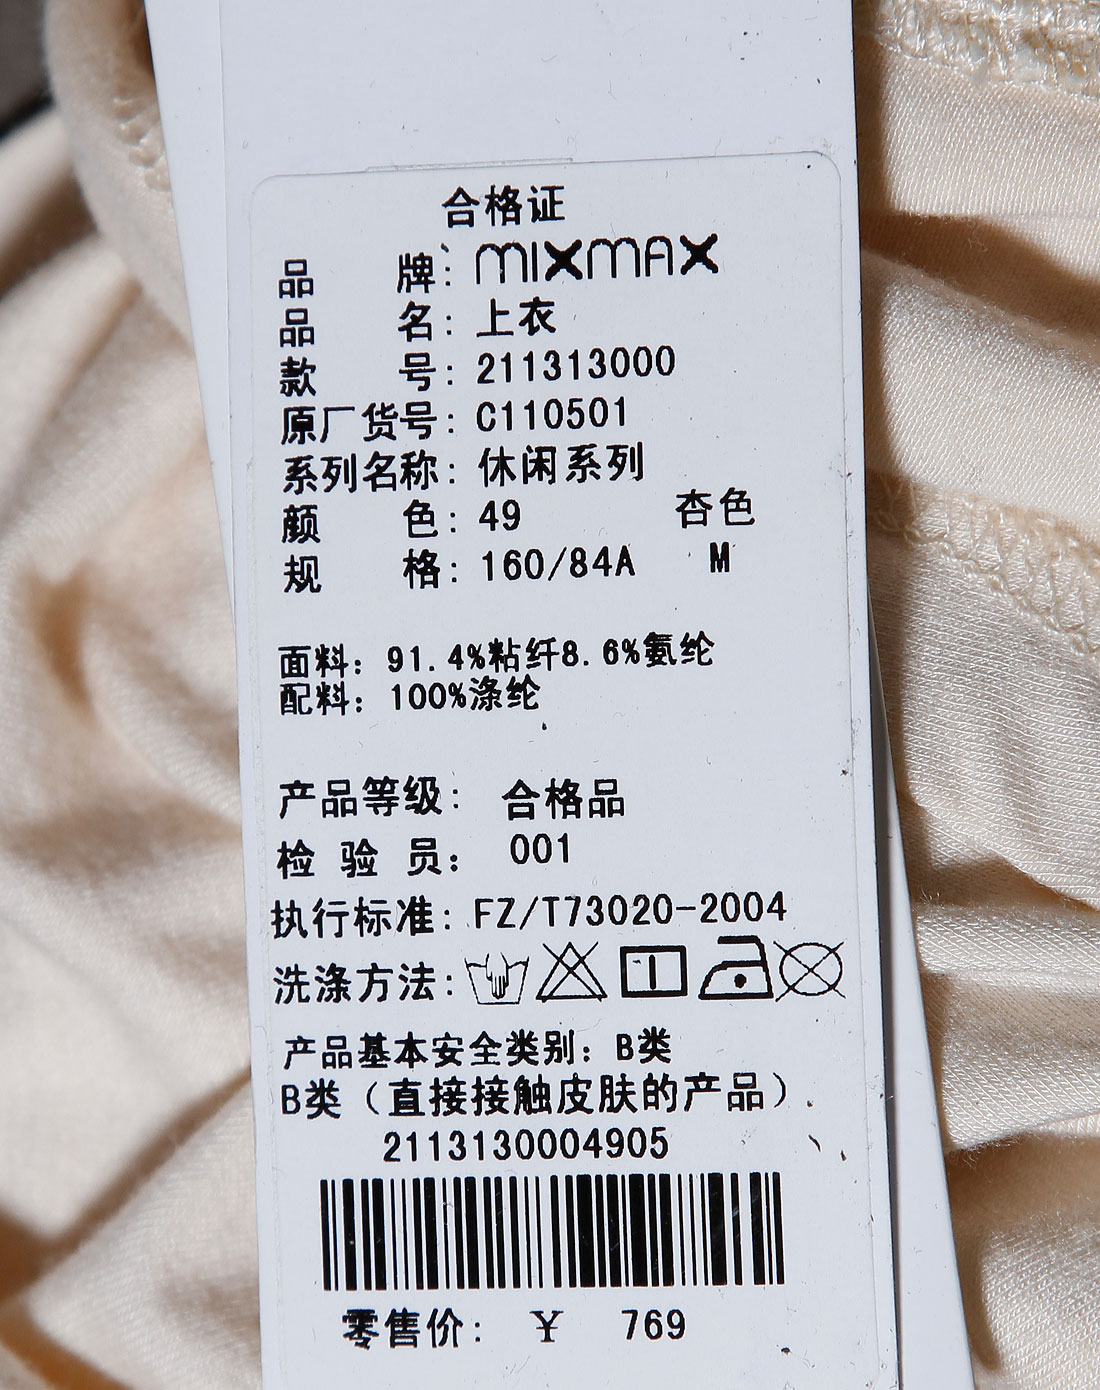 合格证
品 牌: MIXMAX
品 名: 上衣
款 号: 211313000
原厂货号: C110501
系列名称: 休闲系列
颜 色: 49 杏色
规 格: 160/84A M
面料: 91.4%粘纤8.6%氨纶
配料: 100%涤纶
产品等级: 合格品
检 验 员: 001
执行标准: FZ/T73020-2004
洗涤方法:
产品基本安全类别: B类
B类（直接接触皮肤的产品）
2113130004905
零售价: ¥ 769